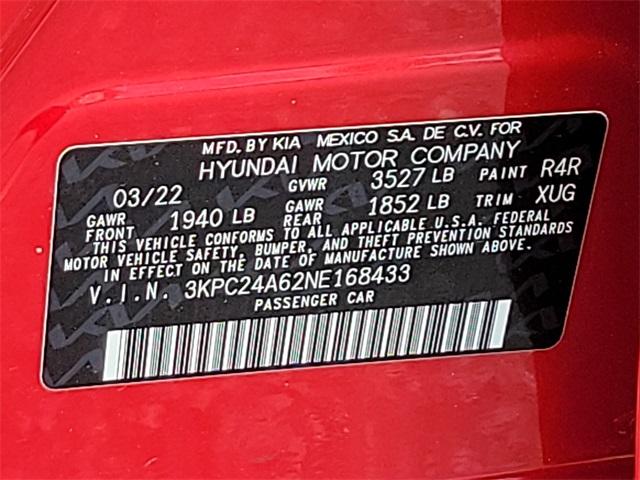 MFD. BY KIA MEXICO S.A. DE C.V. FOR
HYUNDAI MOTOR COMPANY
03/22 GVWR 3527 LB PAINT R4R
GAWR FRONT 1940 LB GAWR REAR 1852 LB TRIM XUG
THIS VEHICLE CONFORMS TO ALL APPLICABLE U.S.A. FEDERAL
MOTOR VEHICLE SAFETY, BUMPER, AND THEFT PREVENTION STANDARDS
IN EFFECT ON THE DATE OF MANUFACTURE SHOWN ABOVE.
V.I.N. 3KPC24A62NE168433
PASSENGER CAR